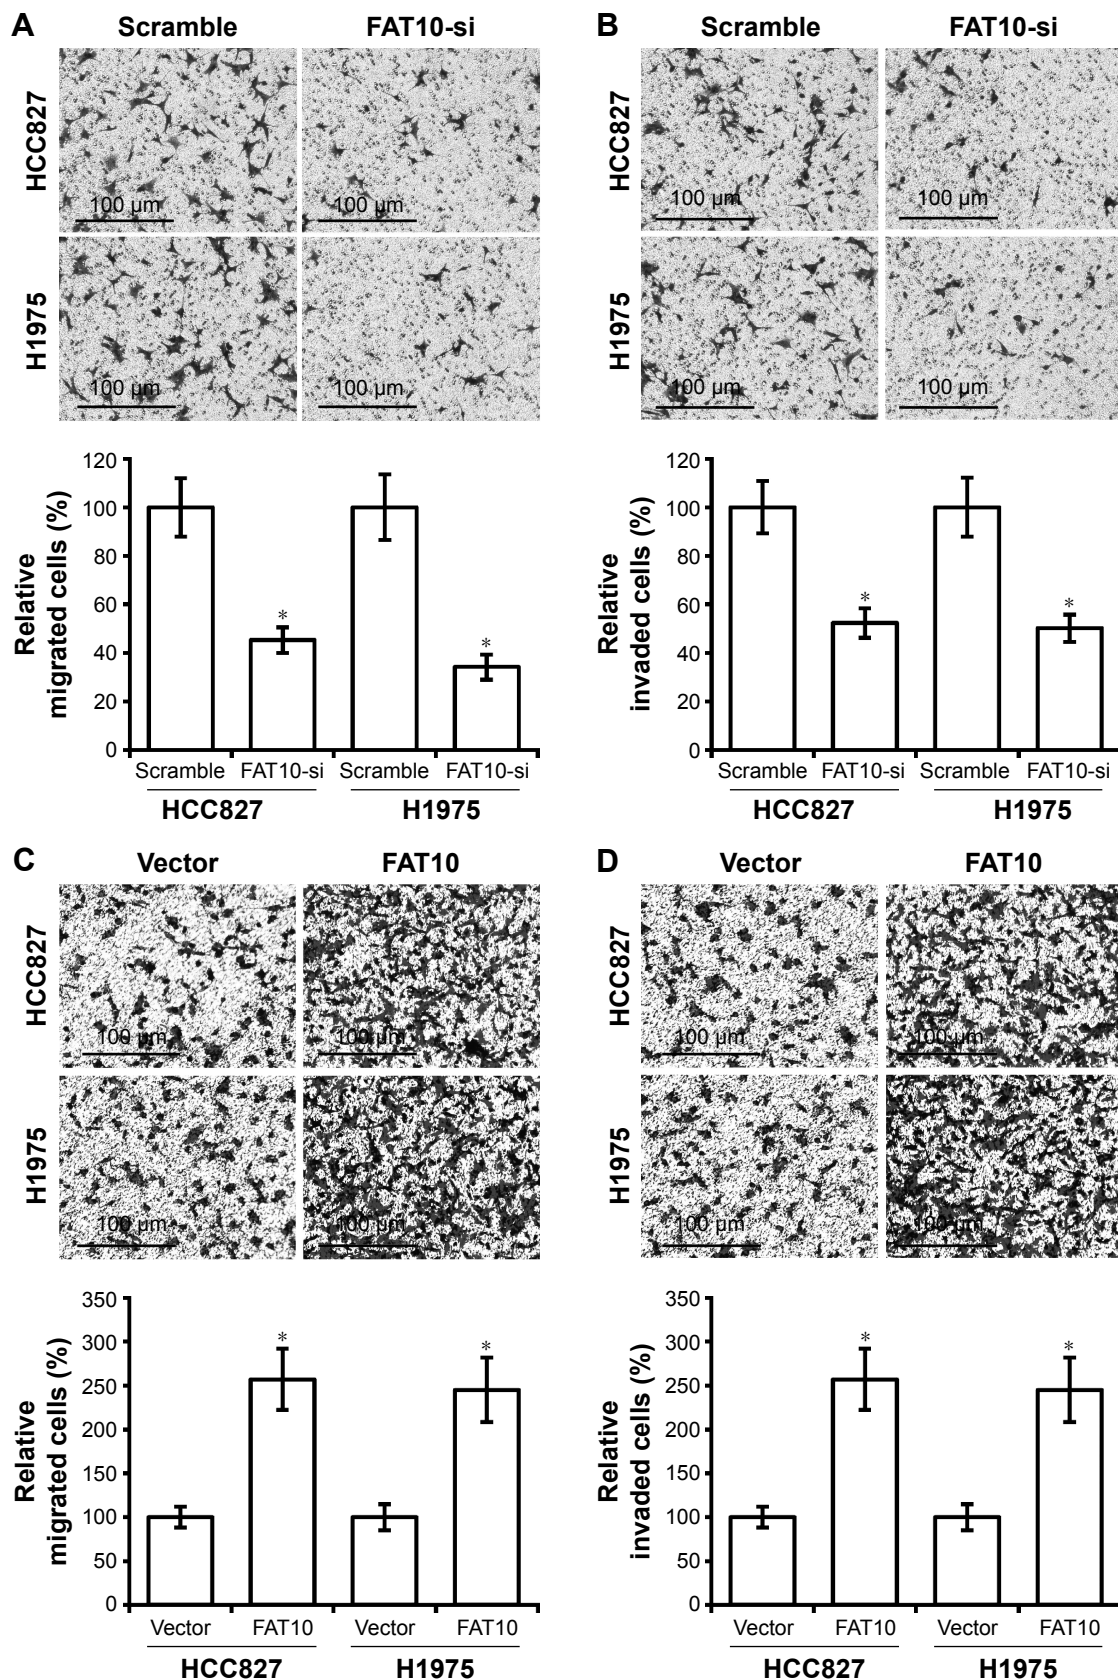 A
Scramble
FAT10-si
HCC827
100 µm
100 µm
H1975
100 µm
100 µm
Relative
migrated cells (%)
120
100
80
60
40
20
0
*
*
Scramble
FAT10-si
Scramble
FAT10-si
HCC827
H1975
B
Scramble
FAT10-si
HCC827
100 µm
100 µm
H1975
100 µm
100 µm
Relative
invaded cells (%)
120
100
80
60
40
20
0
*
*
Scramble
FAT10-si
Scramble
FAT10-si
HCC827
H1975
C
Vector
FAT10
HCC827
100 µm
100 µm
H1975
100 µm
100 µm
Relative
migrated cells (%)
350
300
250
200
150
100
50
0
*
*
Vector
FAT10
Vector
FAT10
HCC827
H1975
D
Vector
FAT10
HCC827
100 µm
100 µm
H1975
100 µm
100 µm
Relative
invaded cells (%)
350
300
250
200
150
100
50
0
*
*
Vector
FAT10
Vector
FAT10
HCC827
H1975